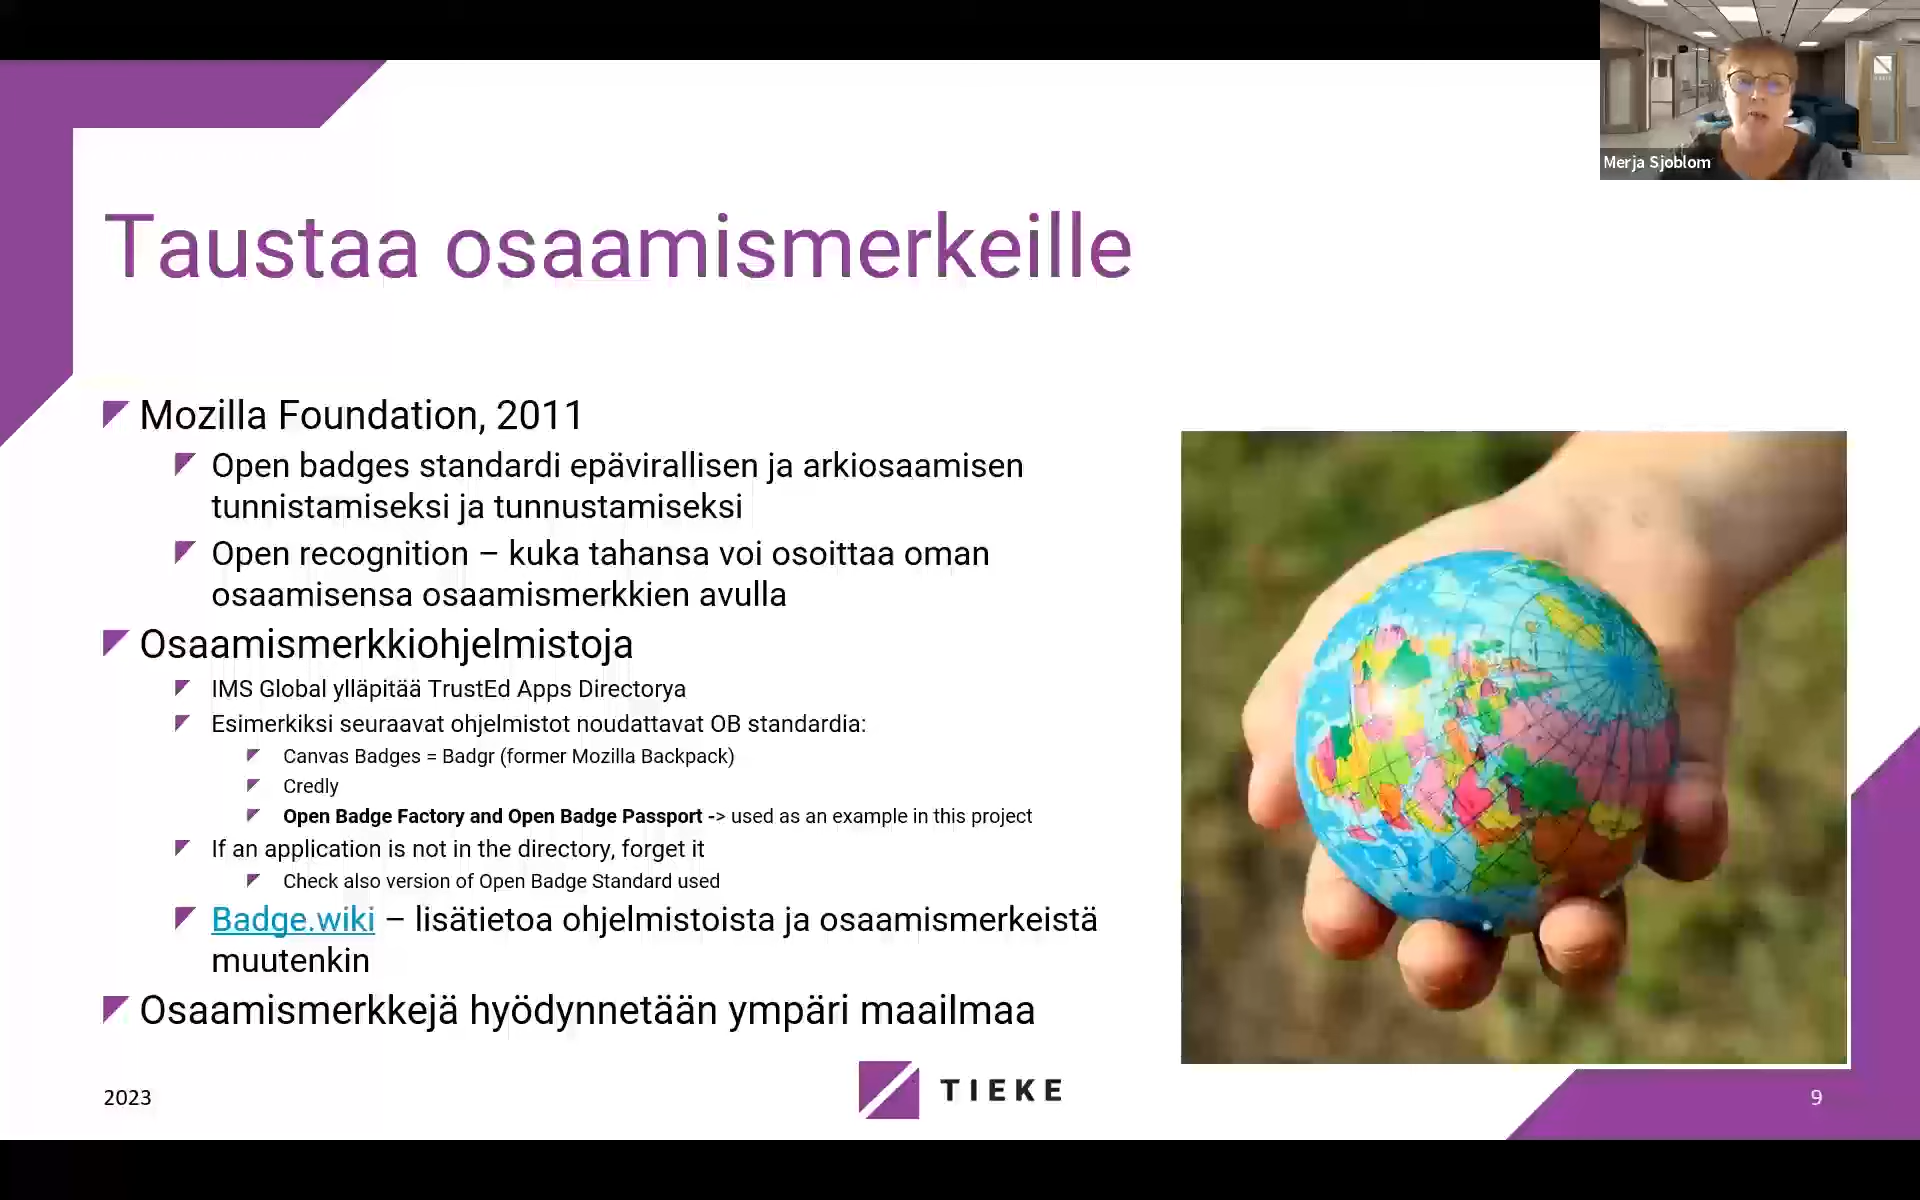 Merja Sjoblom
Taustaa osaamismerkeille
Mozilla Foundation, 2011
Open badges standardi epävirallisen ja arkiosaamisen
tunnistamiseksi ja tunnustamiseksi
Open recognition – kuka tahansa voi osoittaa oman
osaamisensa osaamismerkkien avulla
Osaamismerkkiohjelmistoja
IMS Global ylläpitää TrustEd Apps Directorya
Esimerkiksi seuraavat ohjelmistot noudattavat OB standardia:
Canvas Badges = Badgr (former Mozilla Backpack)
Credly
Open Badge Factory and Open Badge Passport -> used as an example in this project
If an application is not in the directory, forget it
Check also version of Open Badge Standard used
Badge.wiki – lisätietoa ohjelmistoista ja osaamismerkeistä
muutenkin
Osaamismerkkejä hyödynnetään ympäri maailmaa
2023
TIEKE
9